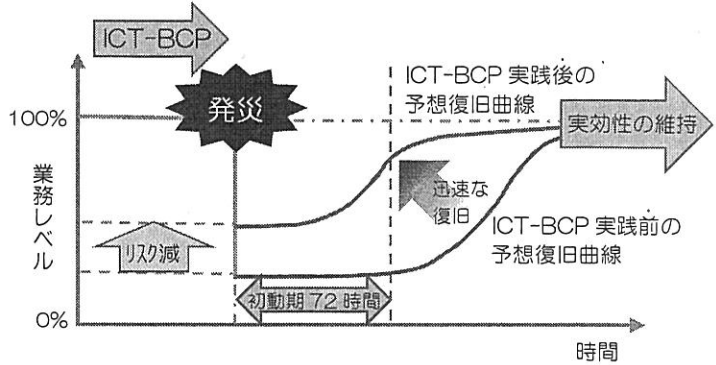 ICT-BCP
発災
ICT-BCP 実践後の
予想復旧曲線
100%
実効性の維持
迅速な
復旧
業務レベル
ICT-BCP 実践前の
予想復旧曲線
リスク減
初動期 72 時間
0%
時間